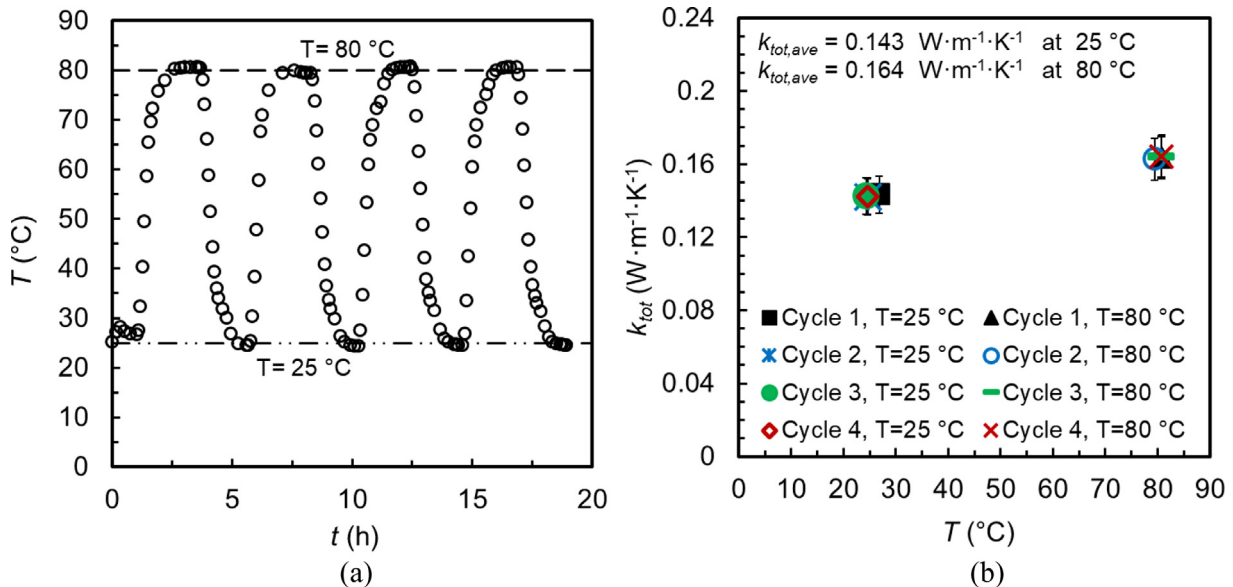 90
80
70
60
50
40
30
20
10
0
T (°C)
T= 80 °C
T= 25 °C
0
5
10
15
20
t (h)
(a)
0.24
0.2
0.16
0.12
0.08
0.04
0
k_tot (W·m⁻¹·K⁻¹)
k_tot,ave = 0.143 W·m⁻¹·K⁻¹ at 25 °C
k_tot,ave = 0.164 W·m⁻¹·K⁻¹ at 80 °C
Cycle 1, T=25 °C
Cycle 1, T=80 °C
Cycle 2, T=25 °C
Cycle 2, T=80 °C
Cycle 3, T=25 °C
Cycle 3, T=80 °C
Cycle 4, T=25 °C
Cycle 4, T=80 °C
0 10 20 30 40 50 60 70 80 90
T (°C)
(b)